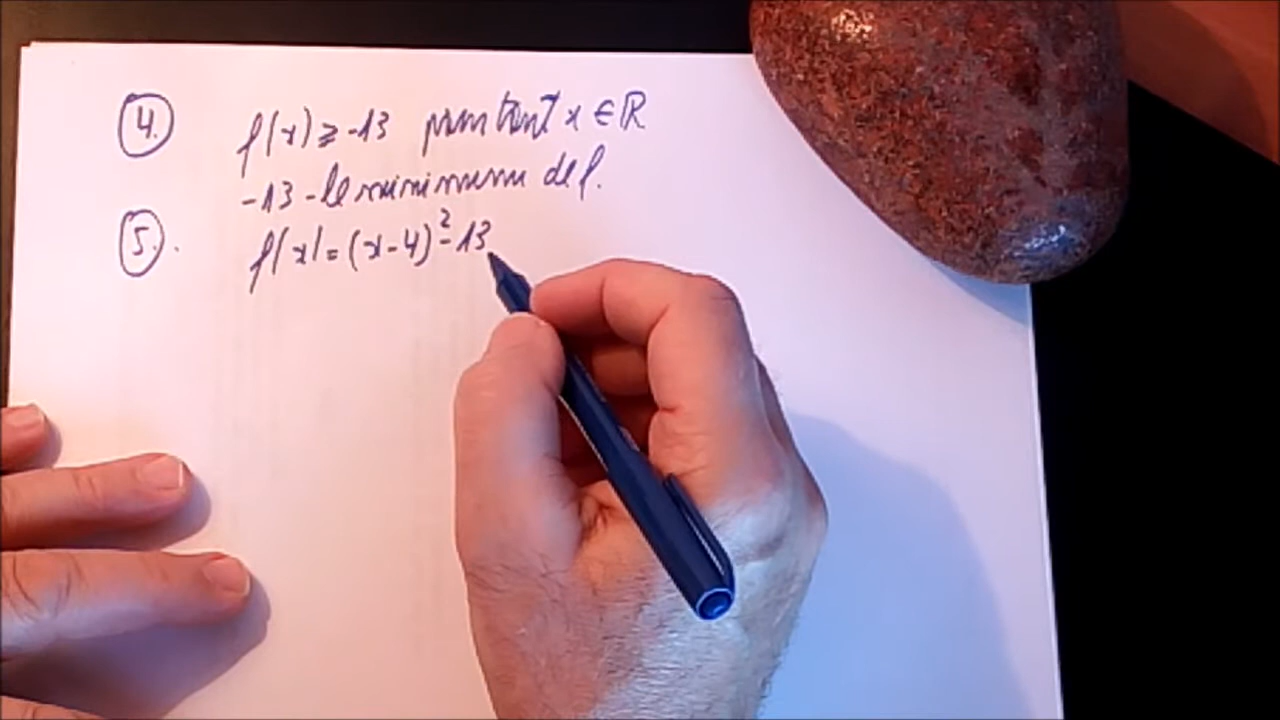 4. f(x) ⩾ -13 pour tout x ∈ ℝ
-13 - le minimum de f.
5. . f(x) = (x-4)² - 13